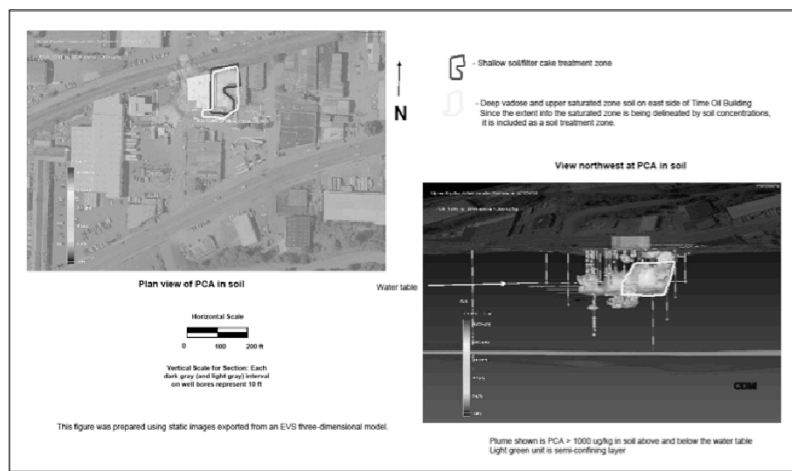 - Shallow soil/filter cake treatment zone
N
- Deep vadose and upper saturated zone soil on east side of Time Oil Building
Since the extent into the saturated zone is being delineated by soil concentrations,
it is included as a soil treatment zone.
View northwest at PCA in soil
Plan view of PCA in soil
Water table
Horizontal Scale
0 100 200 ft
Vertical Scale for Section: Each
dark gray (and light gray) interval
on well bores represent 10 ft
CDM
This figure was prepared using static images exported from an EVS three-dimensional model.
Plume shown is PCA > 1000 ug/kg in soil above and below the water table
Light green unit is semi-confining layer